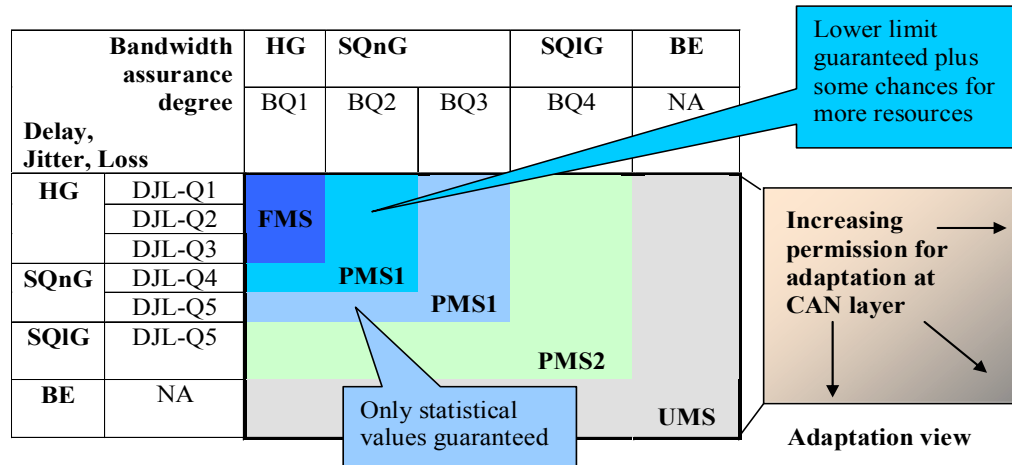 Bandwidth
assurance
degree
Delay,
Jitter, Loss
HG
SQnG
SQlG
BE
BQ1
BQ2
BQ3
BQ4
NA
Lower limit
guaranteed plus
some chances for
more resources
HG
DJL-Q1
DJL-Q2
DJL-Q3
SQnG
DJL-Q4
DJL-Q5
SQlG
DJL-Q5
BE
NA
FMS
PMS1
PMS1
PMS2
UMS
Only statistical
values guaranteed
Increasing
permission for
adaptation at
CAN layer
Adaptation view